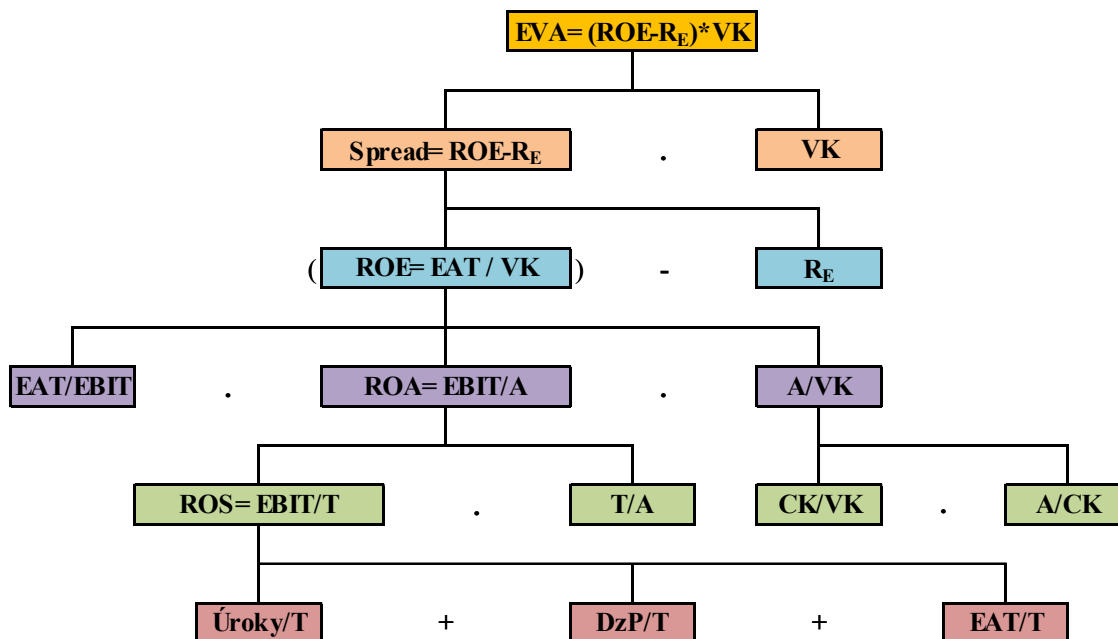 EVA= (ROE-RE)* VK
Spread= ROE-RE . VK
( ROE= EAT / VK ) - RE
EAT/EBIT . ROA= EBIT/A . A/VK
ROS= EBIT/T . T/A CK/VK . A/CK
Úroky/T + DzP/T + EAT/T